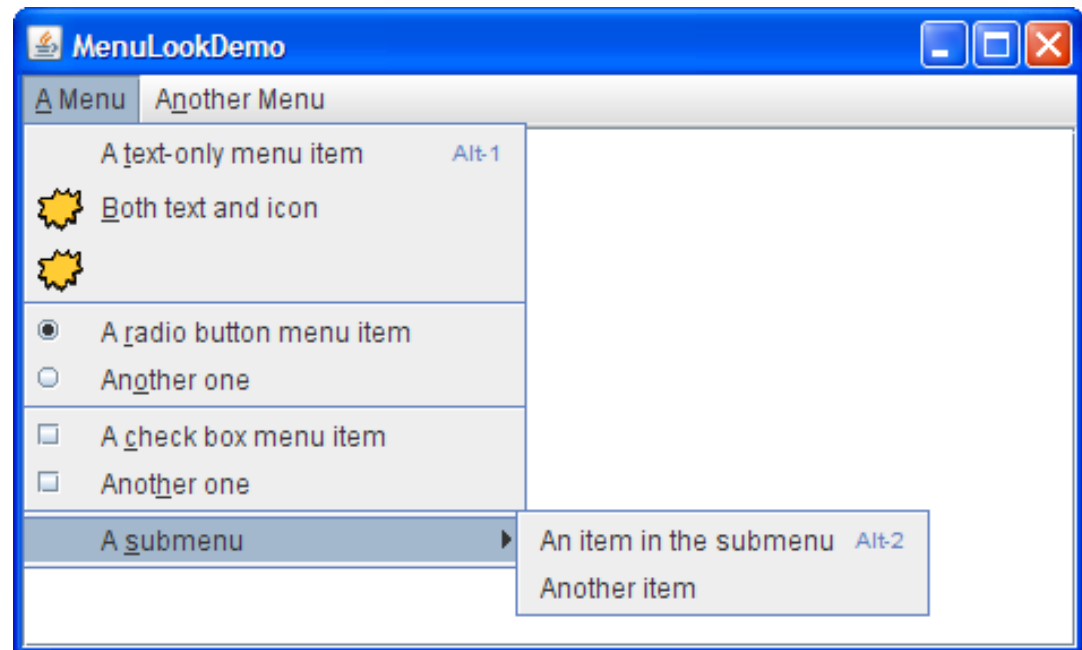 MenuLookDemo
A Menu Another Menu
A text-only menu item Alt-1
Both text and icon
A radio button menu item
Another one
A check box menu item
Another one
A submenu
An item in the submenu Alt-2
Another item